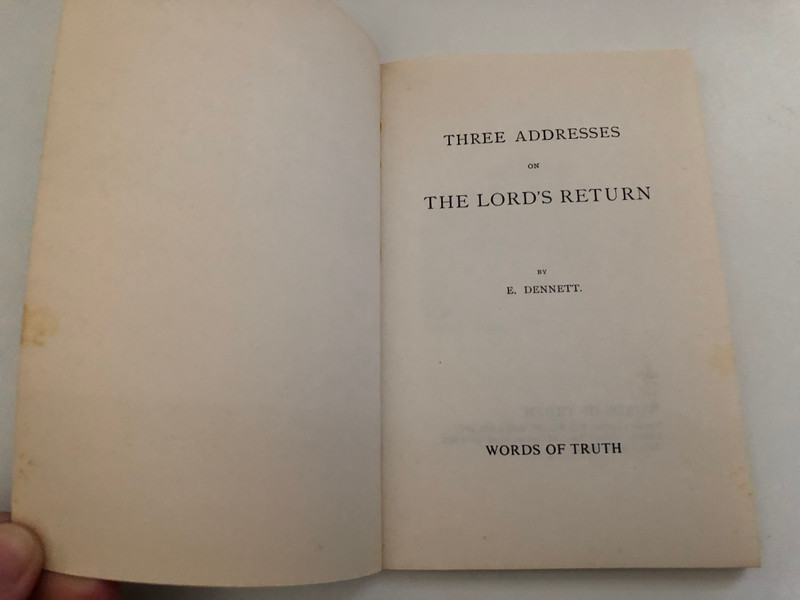 THREE ADDRESSES
ON
THE LORD'S RETURN
BY
E. DENNETT.
WORDS OF TRUTH